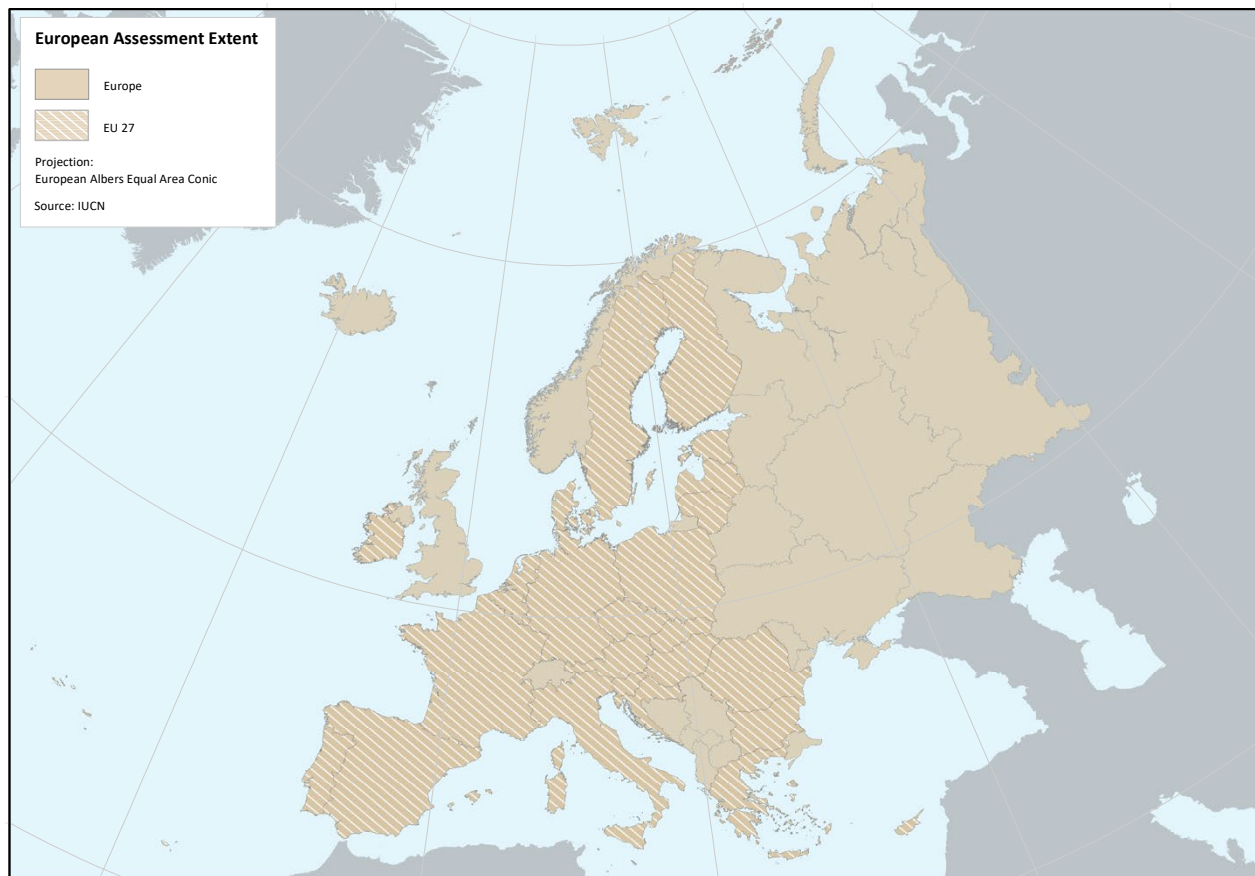 European Assessment Extent
Europe
EU 27
Projection:
European Albers Equal Area Conic
Source: IUCN